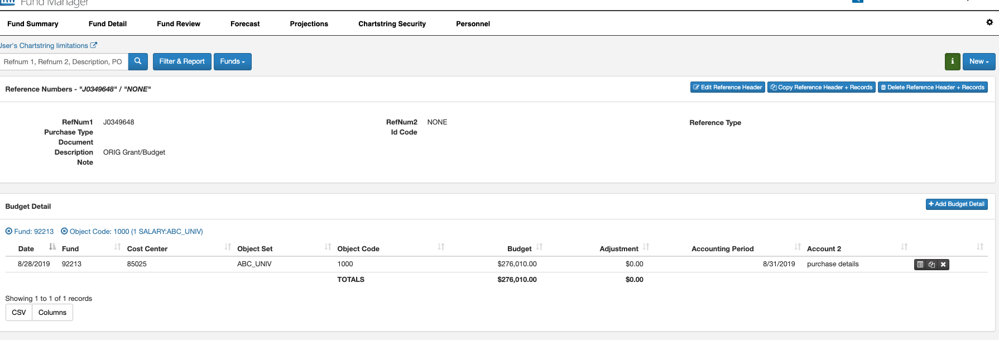 Fund Manager
Fund Summary Fund Detail Fund Review Forecast Projections Chartstring Security Personnel
User's Chartstring limitations
Refnum 1, Refnum 2, Description, PO Filter & Report Funds i New
Reference Numbers - "J0349648" / "NONE" Edit Reference Header Copy Reference Header + Records Delete Reference Header + Records
RefNum1 J0349648 RefNum2 NONE Reference Type
Purchase Type Id Code
Document
Description ORIG Grant/Budget
Note
Budget Detail + Add Budget Detail
Fund: 92213 Object Code: 1000 (1 SALARY:ABC_UNIV)
Date Fund Cost Center Object Set Object Code Budget Adjustment Accounting Period Account 2
8/28/2019 92213 85025 ABC_UNIV 1000 $276,010.00 $0.00 8/31/2019 purchase details
TOTALS $276,010.00 $0.00
Showing 1 to 1 of 1 records
CSV Columns